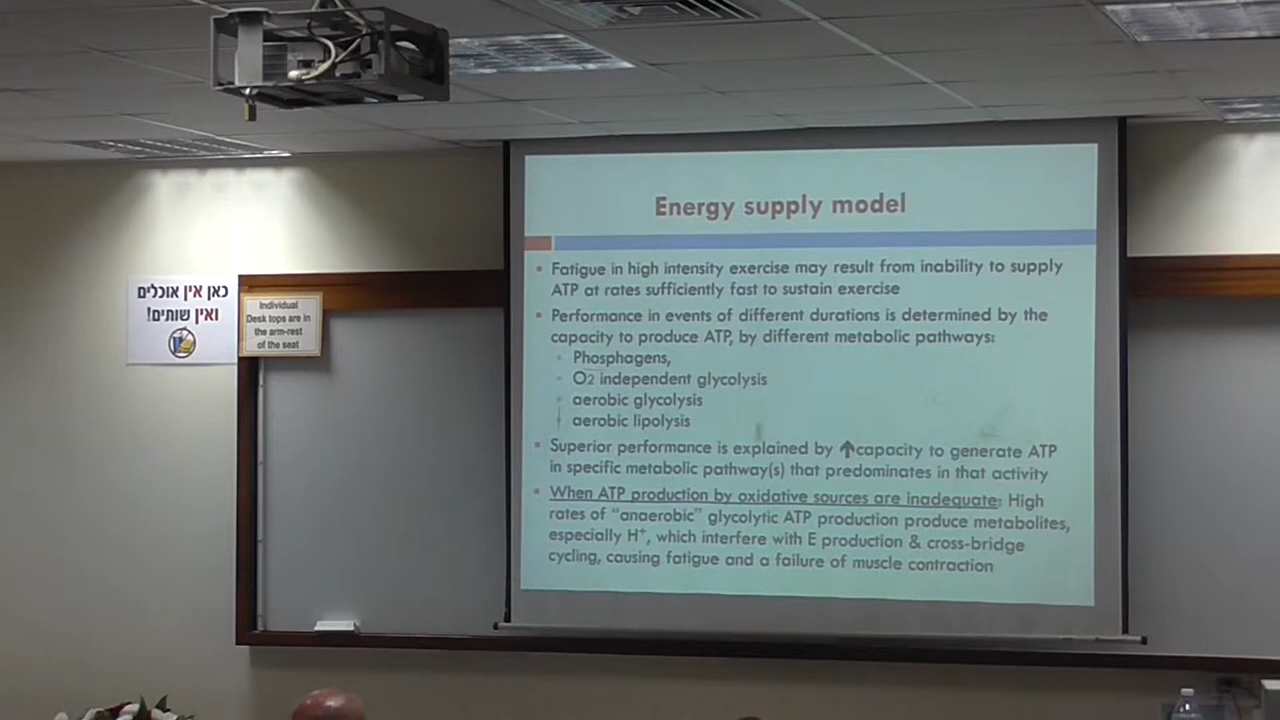 Energy supply model
Fatigue in high intensity exercise may result from inability to supply
ATP at rates sufficiently fast to sustain exercise
Performance in events of different durations is determined by the
capacity to produce ATP, by different metabolic pathways:
Phosphagens,
O2 independent glycolysis
aerobic glycolysis
aerobic lipolysis
Superior performance is explained by ↑capacity to generate ATP
in specific metabolic pathway(s) that predominates in that activity
When ATP production by oxidative sources are inadequate: High
rates of "anaerobic" glycolytic ATP production produce metabolites,
especially H⁺, which interfere with E production & cross-bridge
cycling, causing fatigue and a failure of muscle contraction
כאן אין אוכלים
ואין שותים!
Individual
Desk tops are in
the arm-rest
of the seat